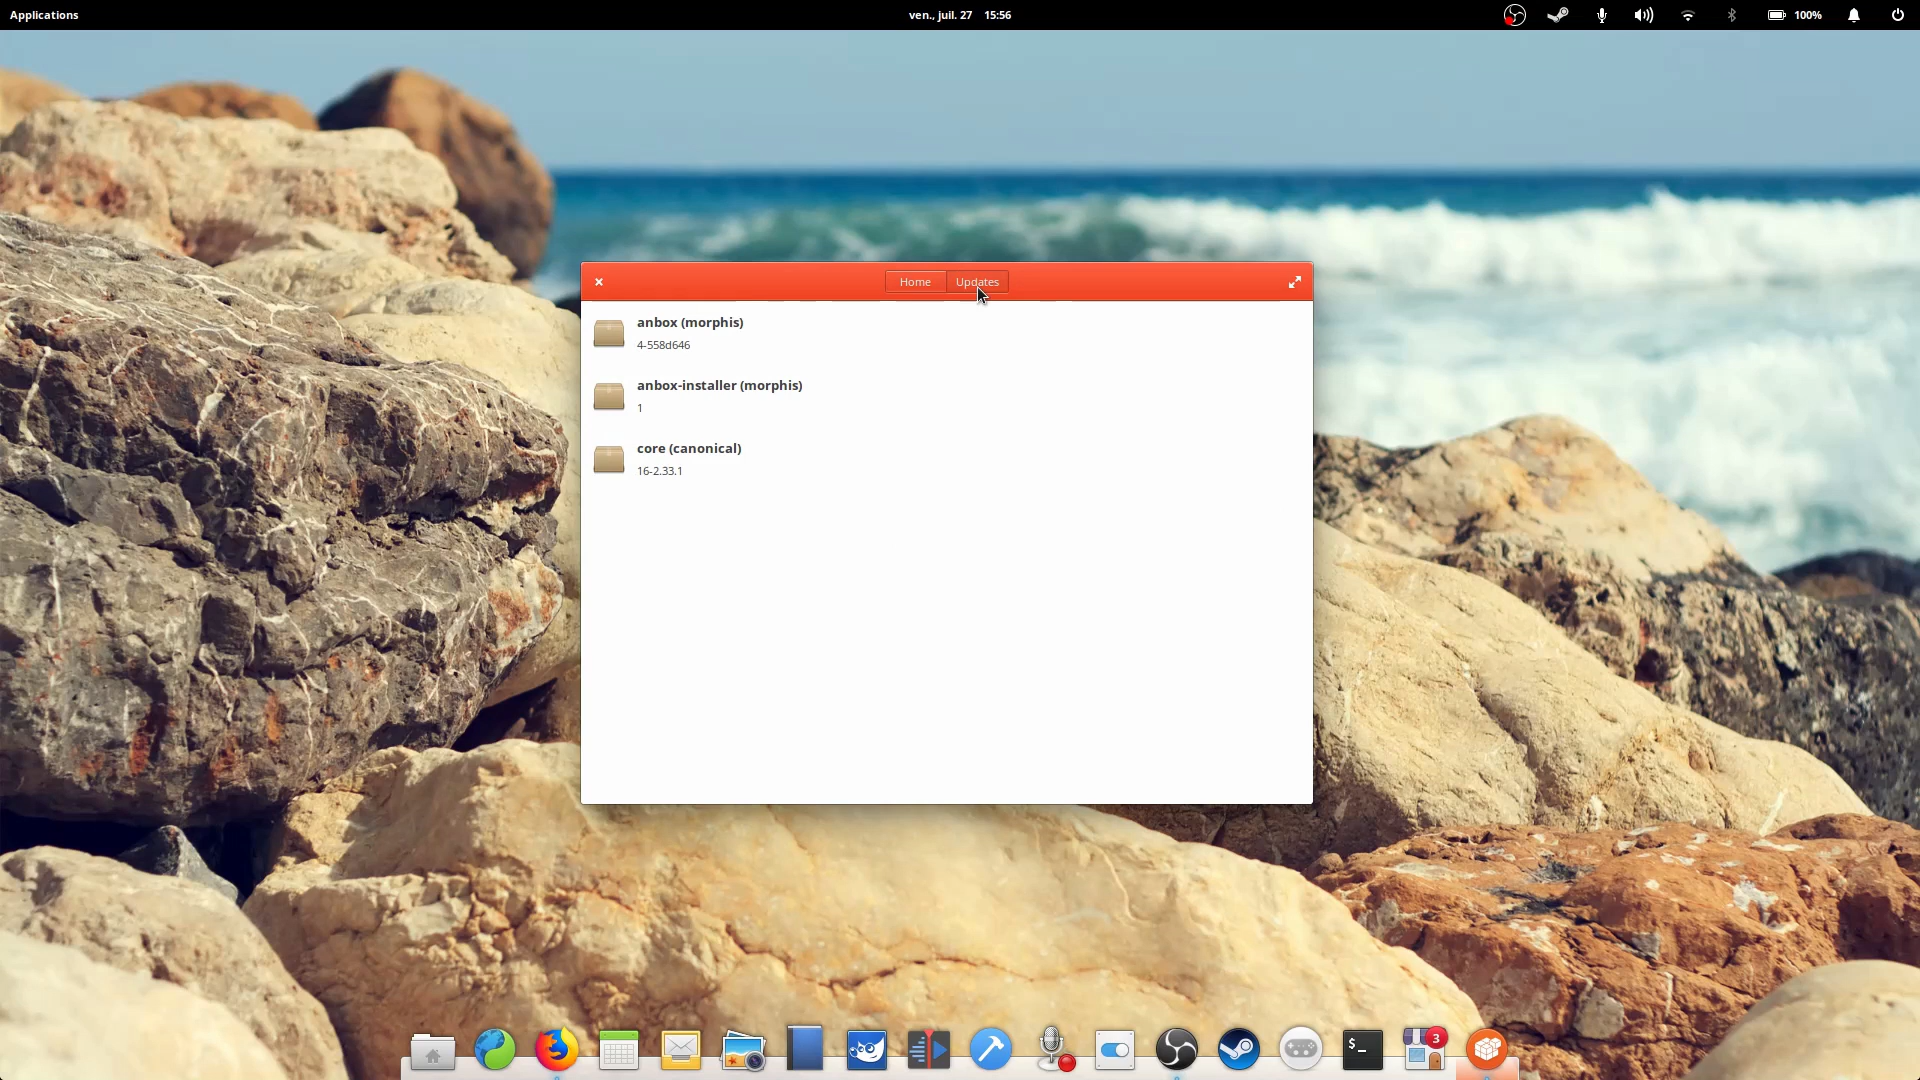 Applications
ven., juil. 27 15:56
100%
Home
Updates
anbox (morphis)
4-558d646
anbox-installer (morphis)
1
core (canonical)
16-2.33.1
$_
3